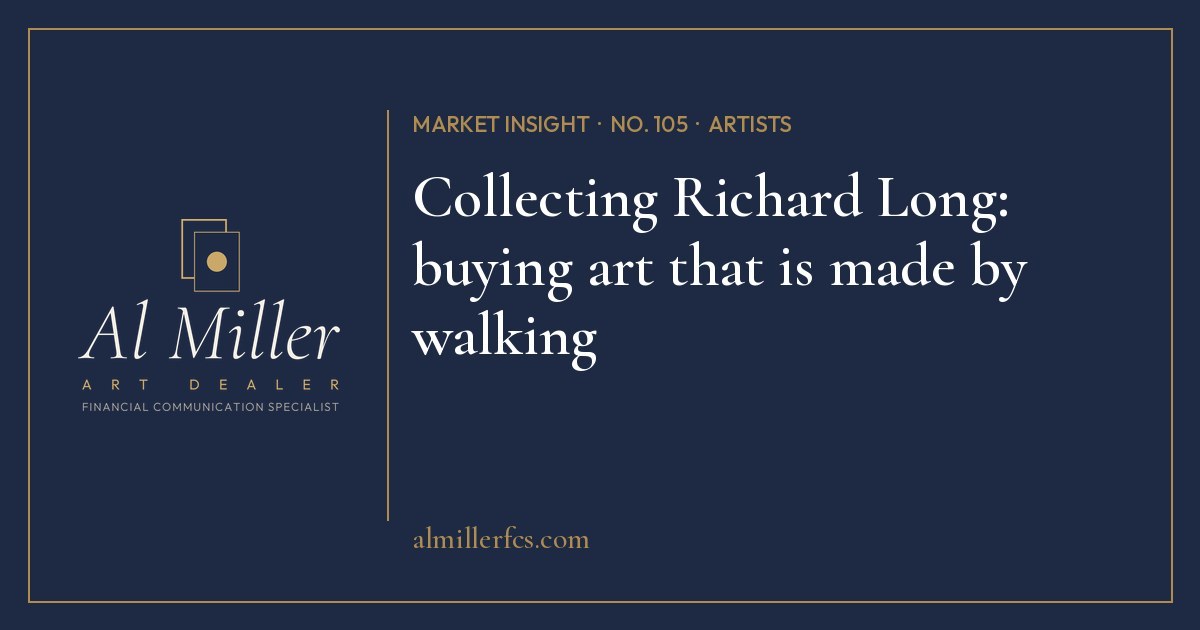 MARKET INSIGHT · NO. 105 · ARTISTS
Collecting Richard Long:
buying art that is made by
walking
Al Miller
ART DEALER
FINANCIAL COMMUNICATION SPECIALIST
almillerfcs.com